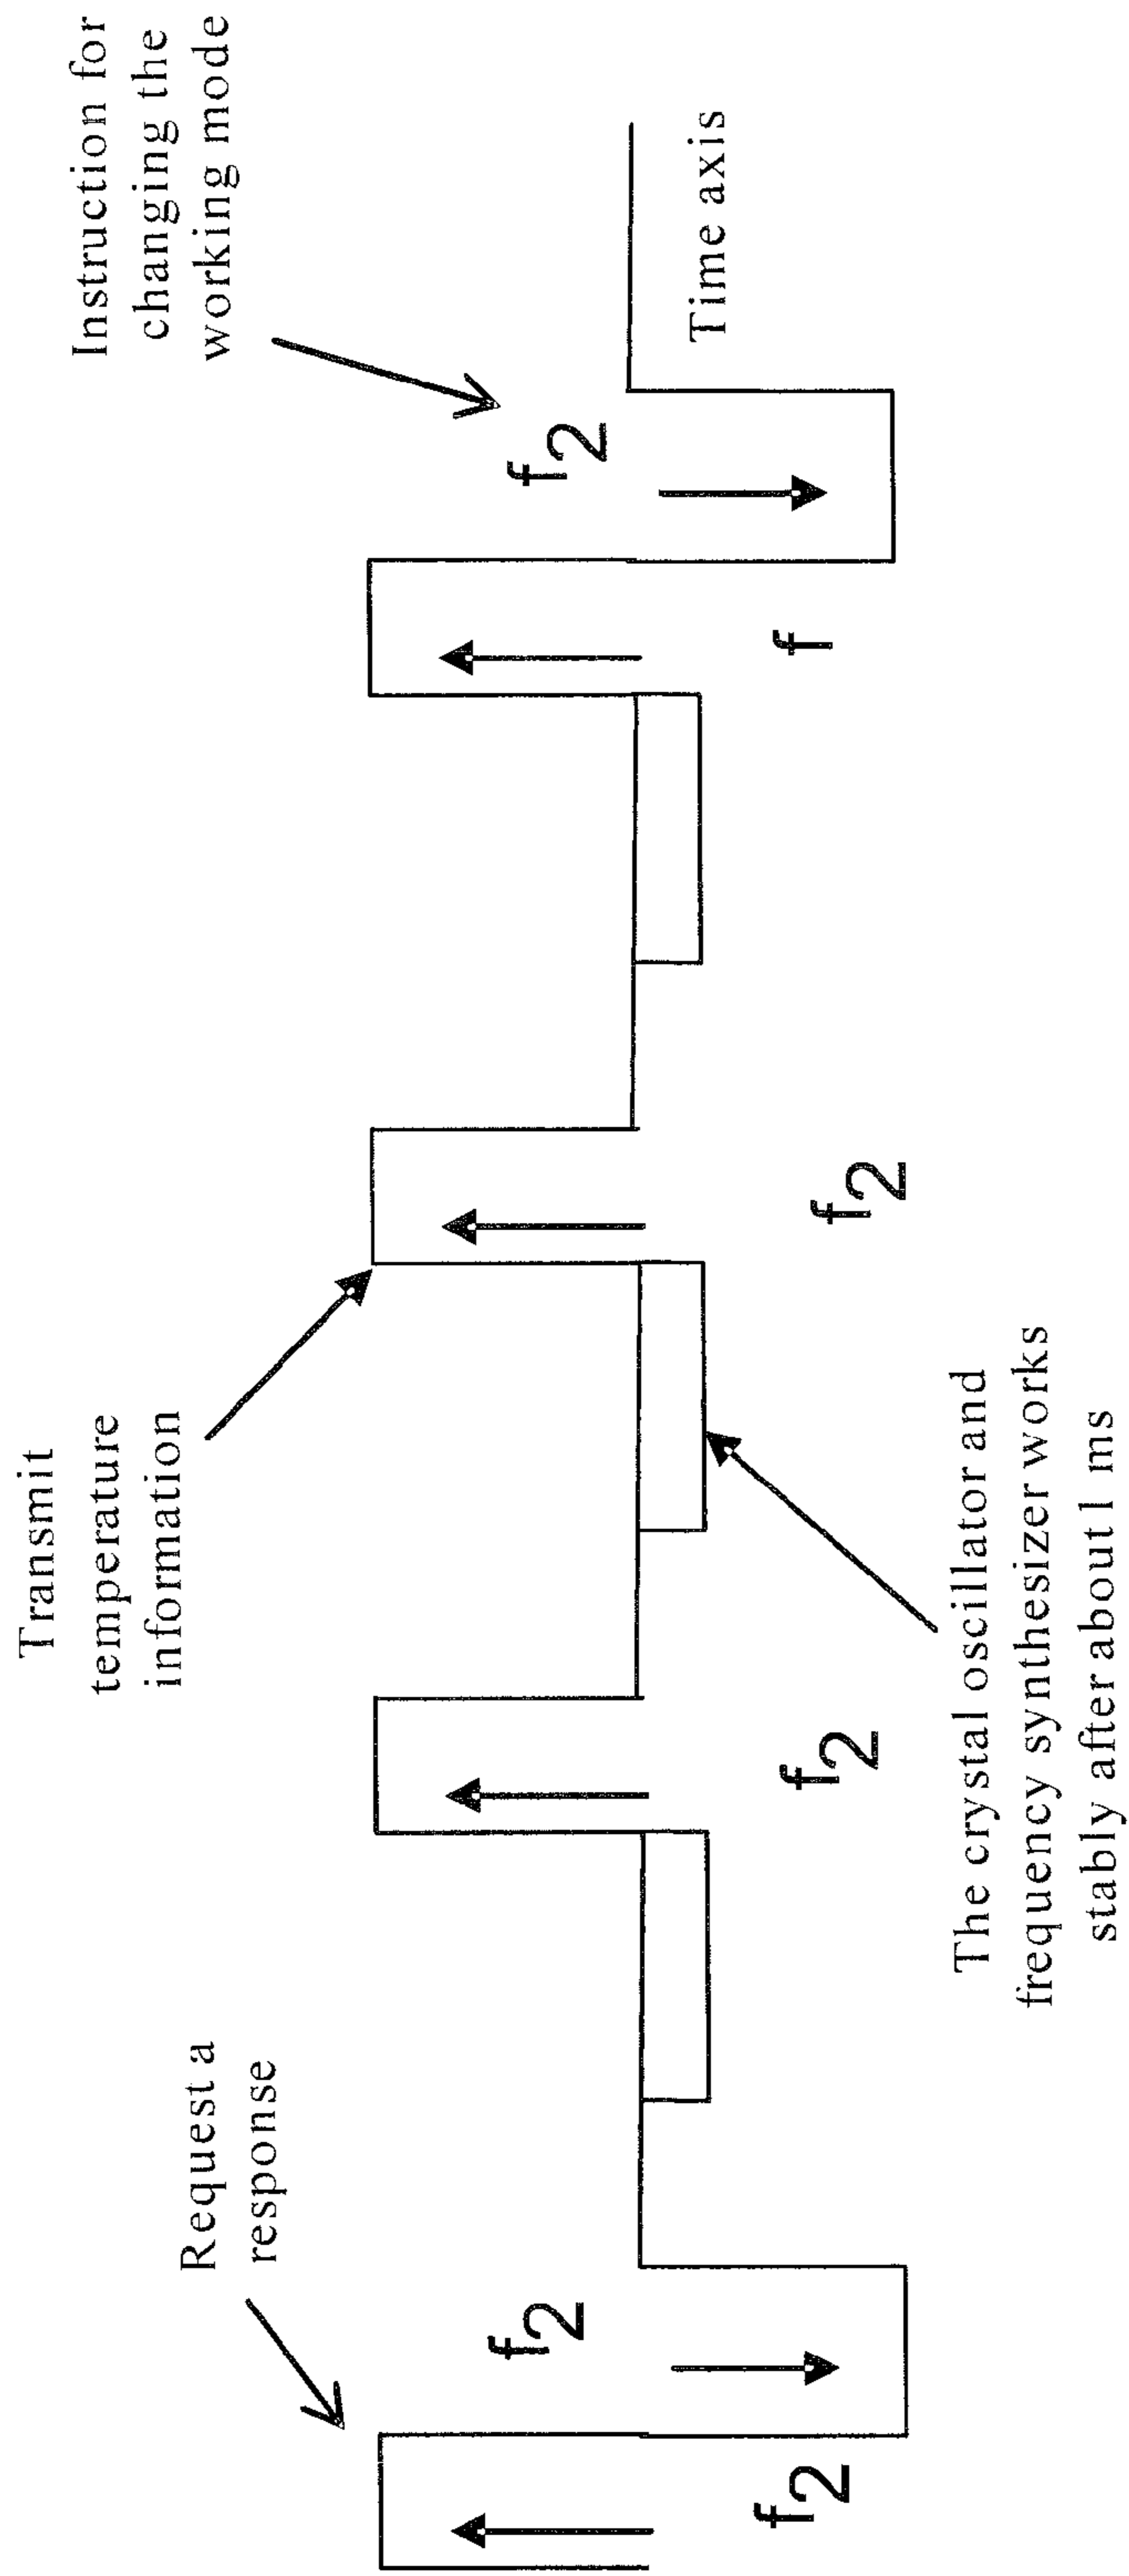 Request a
response
f2
f2
Transmit
temperature
information
f2
f2
The crystal oscillator and
frequency synthesizer works
stably after about 1 ms
f
f2
Instruction for
changing the
working mode
Time axis